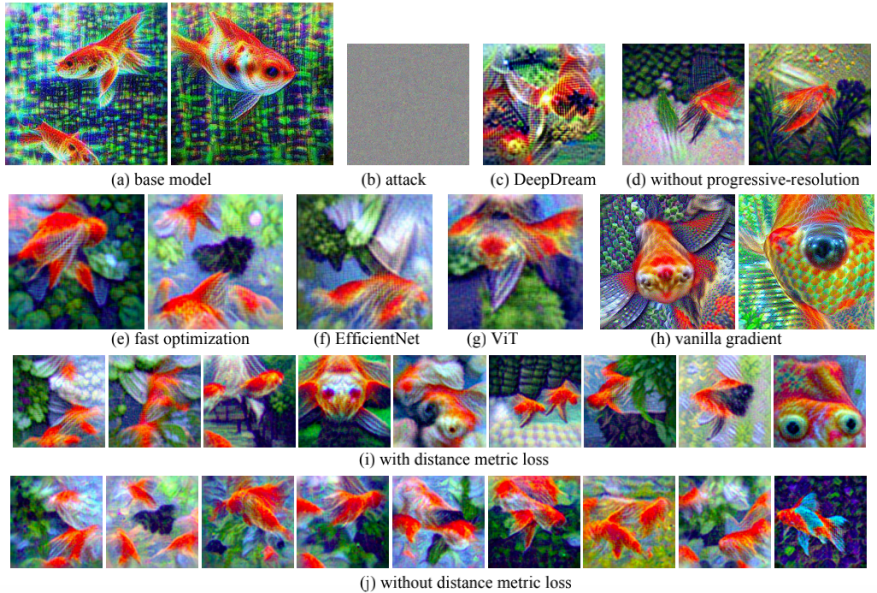 (a) base model
(b) attack
(c) DeepDream
(d) without progressive-resolution
(e) fast optimization
(f) EfficientNet
(g) ViT
(h) vanilla gradient
(i) with distance metric loss
(j) without distance metric loss